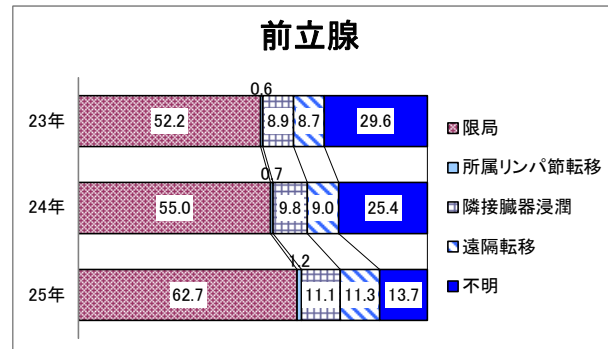 前立腺
0.6
23年 52.2 8.9 8.7 29.6
0.7
24年 55.0 9.8 9.0 25.4
1.2
25年 62.7 11.1 11.3 13.7
限局
所属リンパ節転移
隣接臓器浸潤
遠隔転移
不明